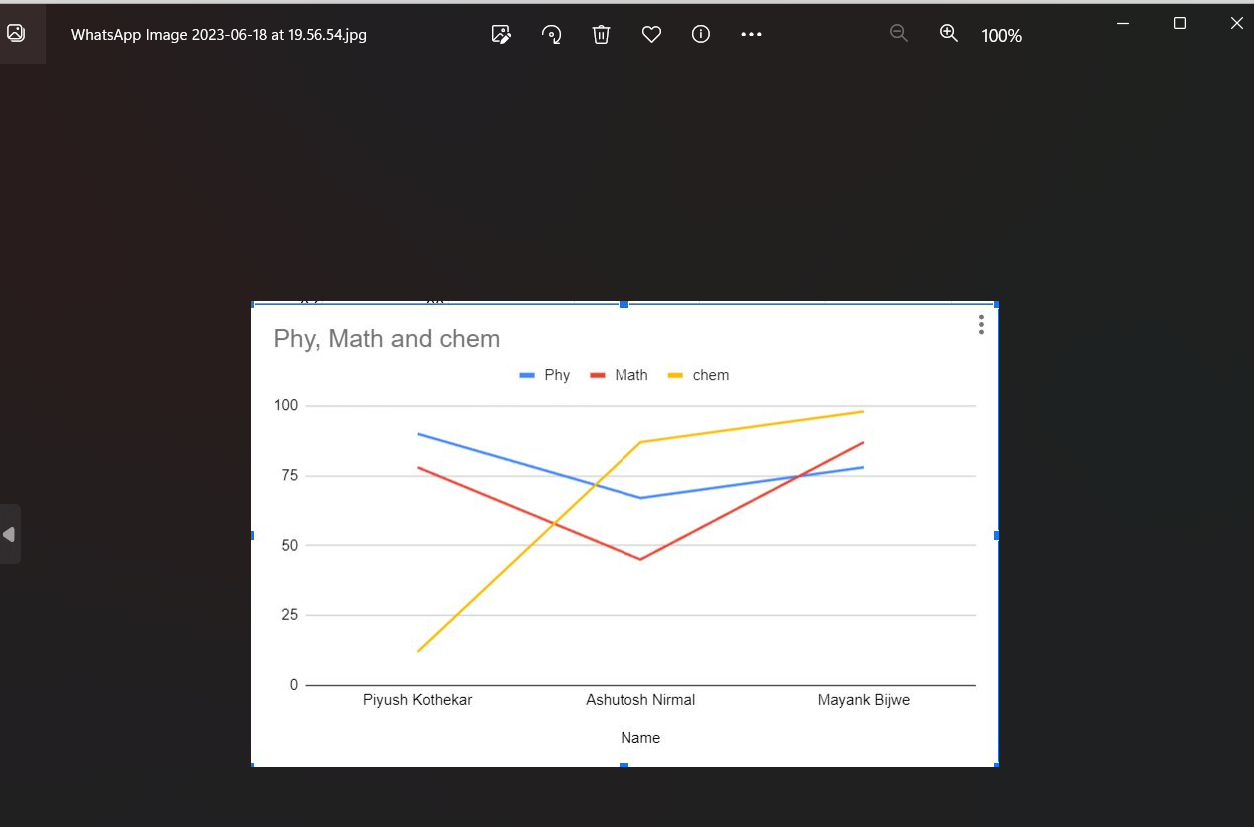 WhatsApp Image 2023-06-18 at 19.56.54.jpg
100%
Phy, Math and chem
Phy Math chem
100
75
50
25
0
Piyush Kothekar Ashutosh Nirmal Mayank Bijwe
Name